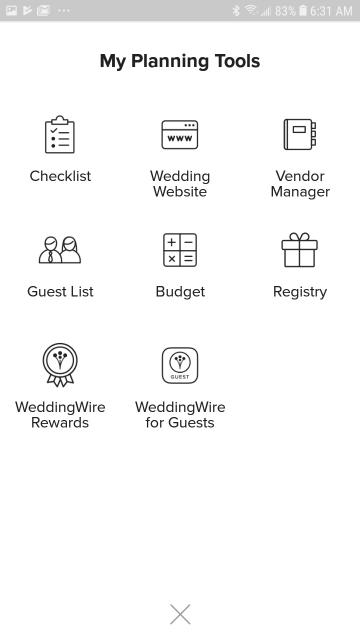 83% 6:31 AM
My Planning Tools
www
Checklist
Wedding
Website
Vendor
Manager
Guest List
Budget
Registry
GUEST
WeddingWire
Rewards
WeddingWire
for Guests